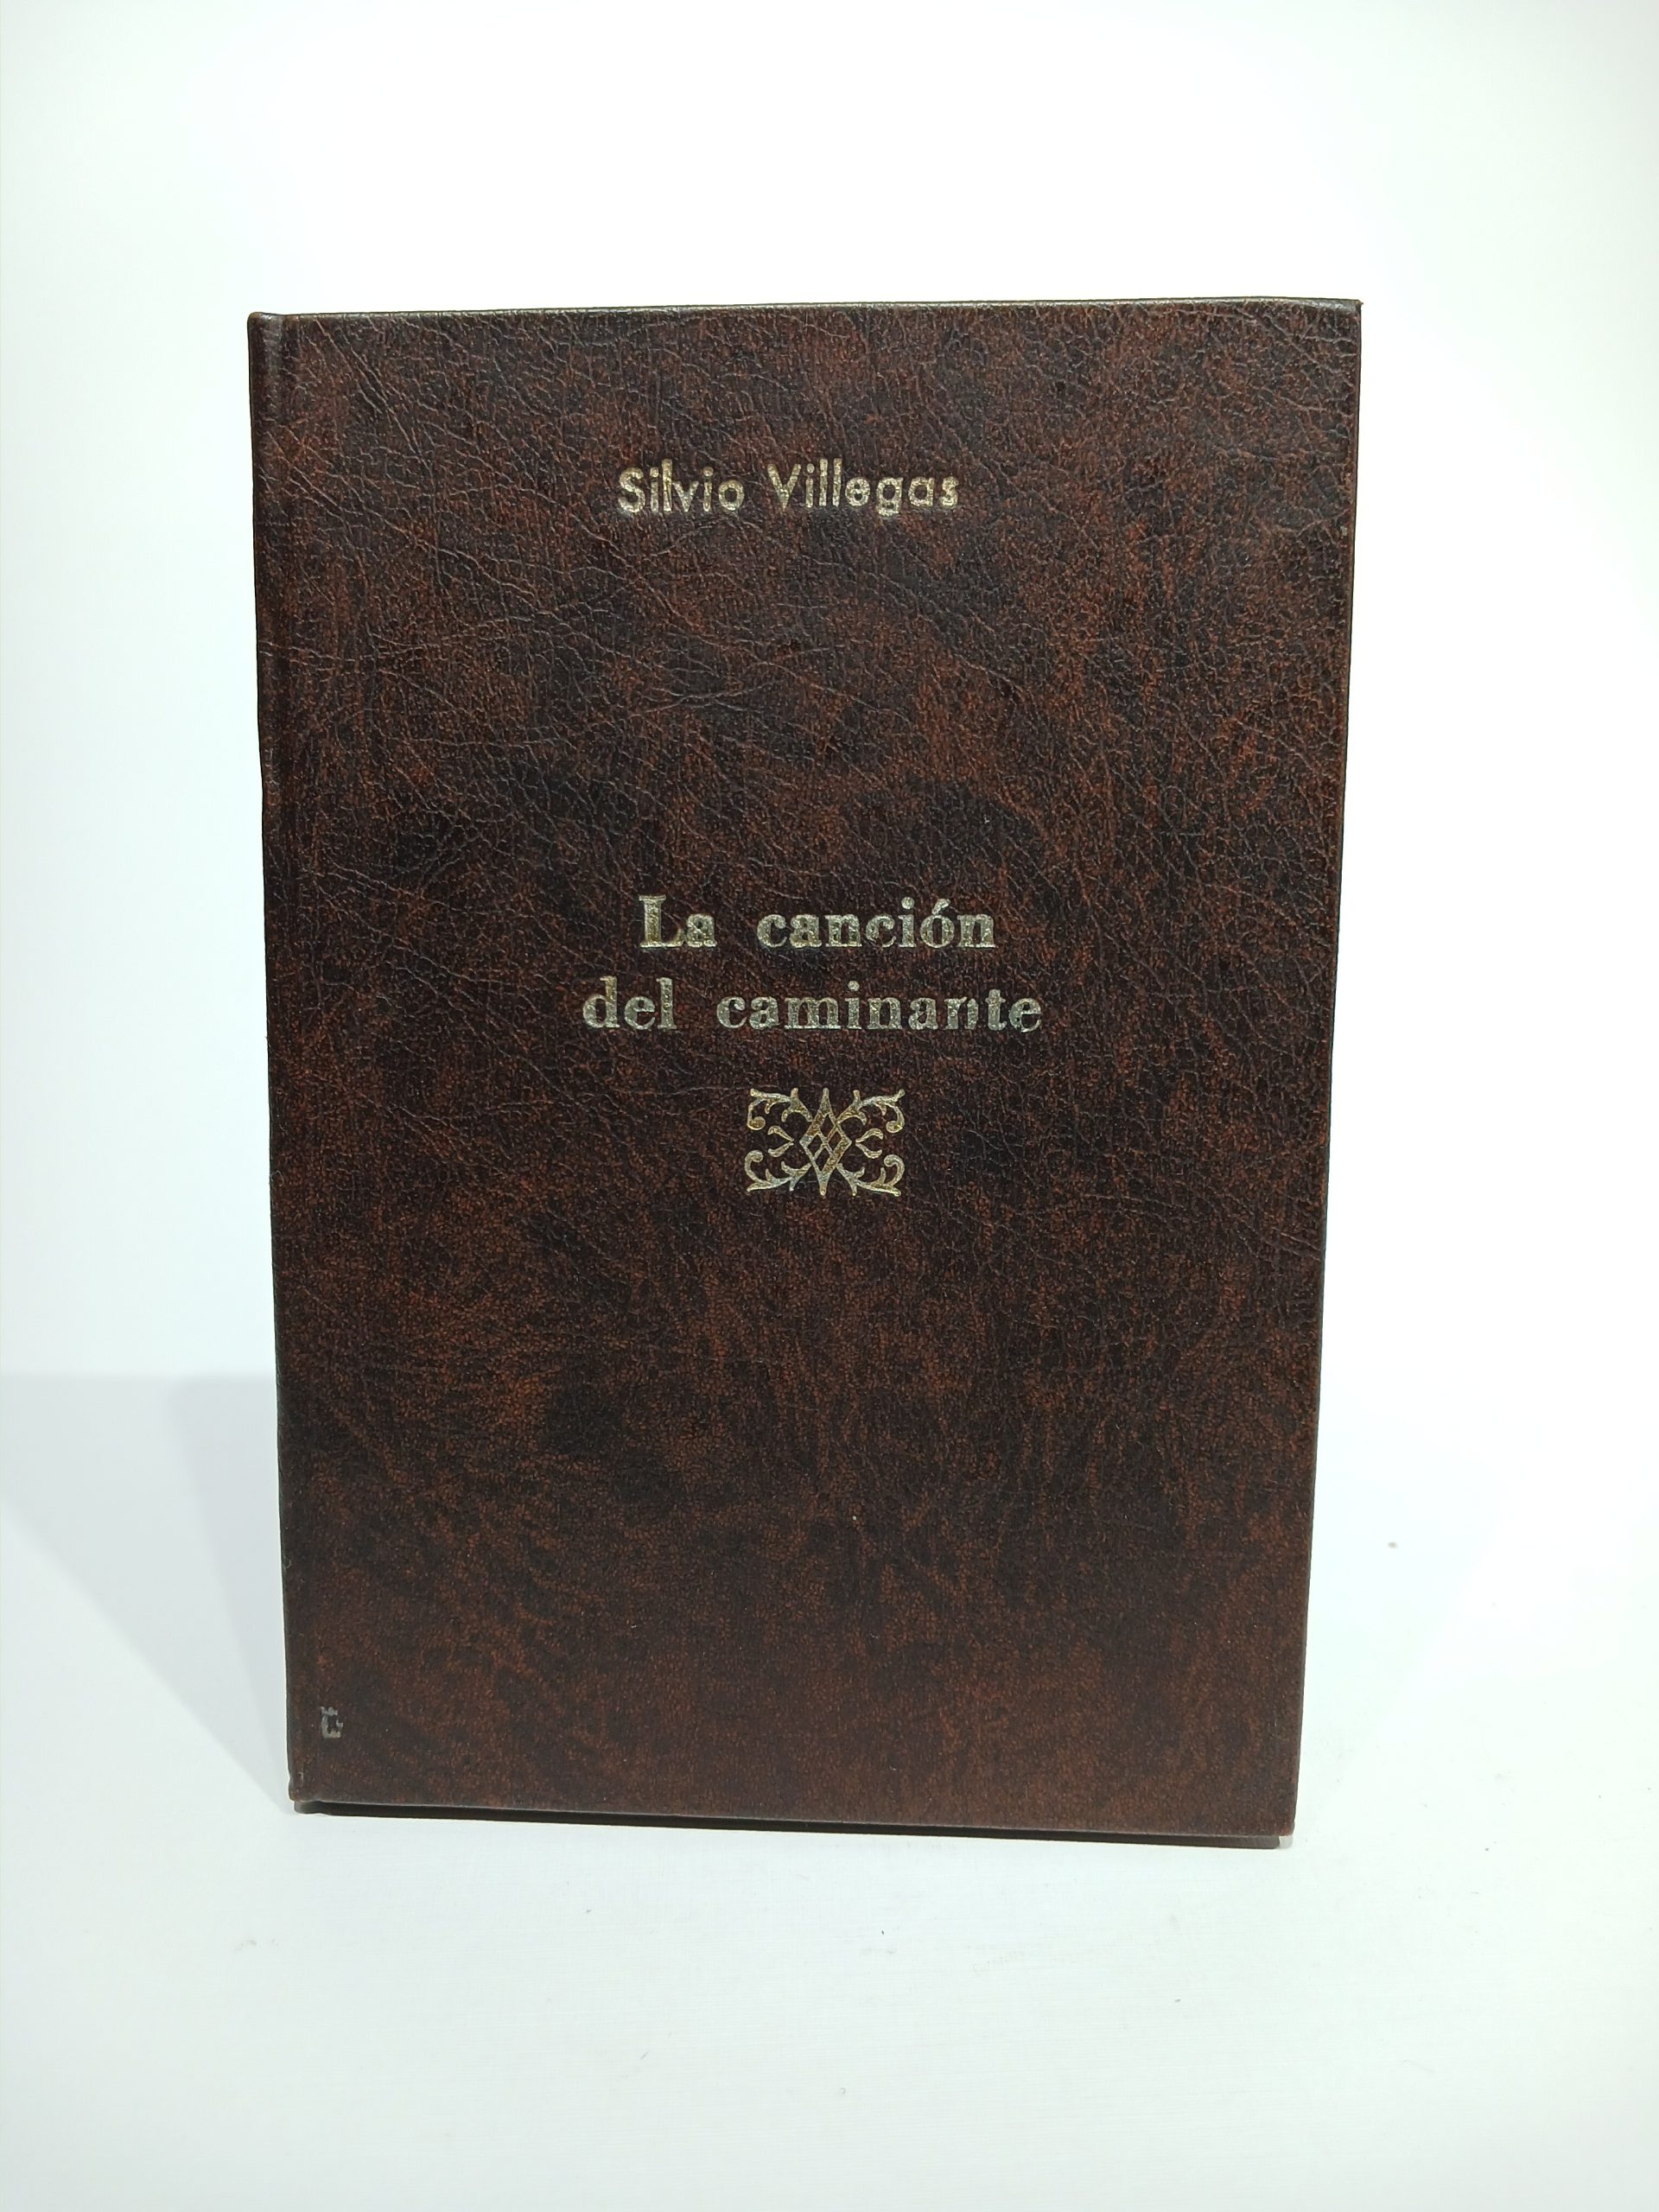 Silvio Villegas
La canción
del caminante